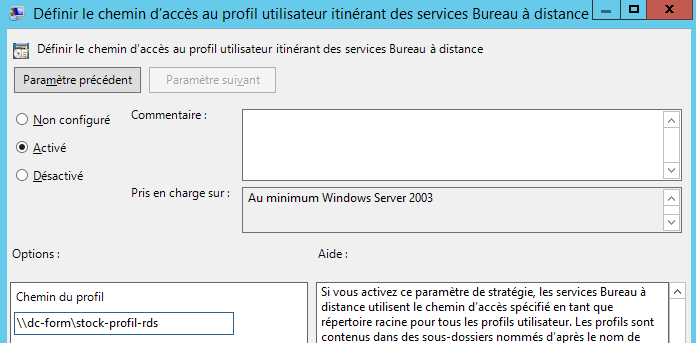 Définir le chemin d'accès au profil utilisateur itinérant des services Bureau à distance
Définir le chemin d'accès au profil utilisateur itinérant des services Bureau à distance
Paramètre précédent
Paramètre suivant
Non configuré
Commentaire :
Activé
Désactivé
Pris en charge sur :
Au minimum Windows Server 2003
Options :
Aide :
Chemin du profil
\\dc-form\stock-profil-rds
Si vous activez ce paramètre de stratégie, les services Bureau à
distance utilisent le chemin d'accès spécifié en tant que
répertoire racine pour tous les profils utilisateur. Les profils sont
contenus dans des sous-dossiers nommés d'après le nom de